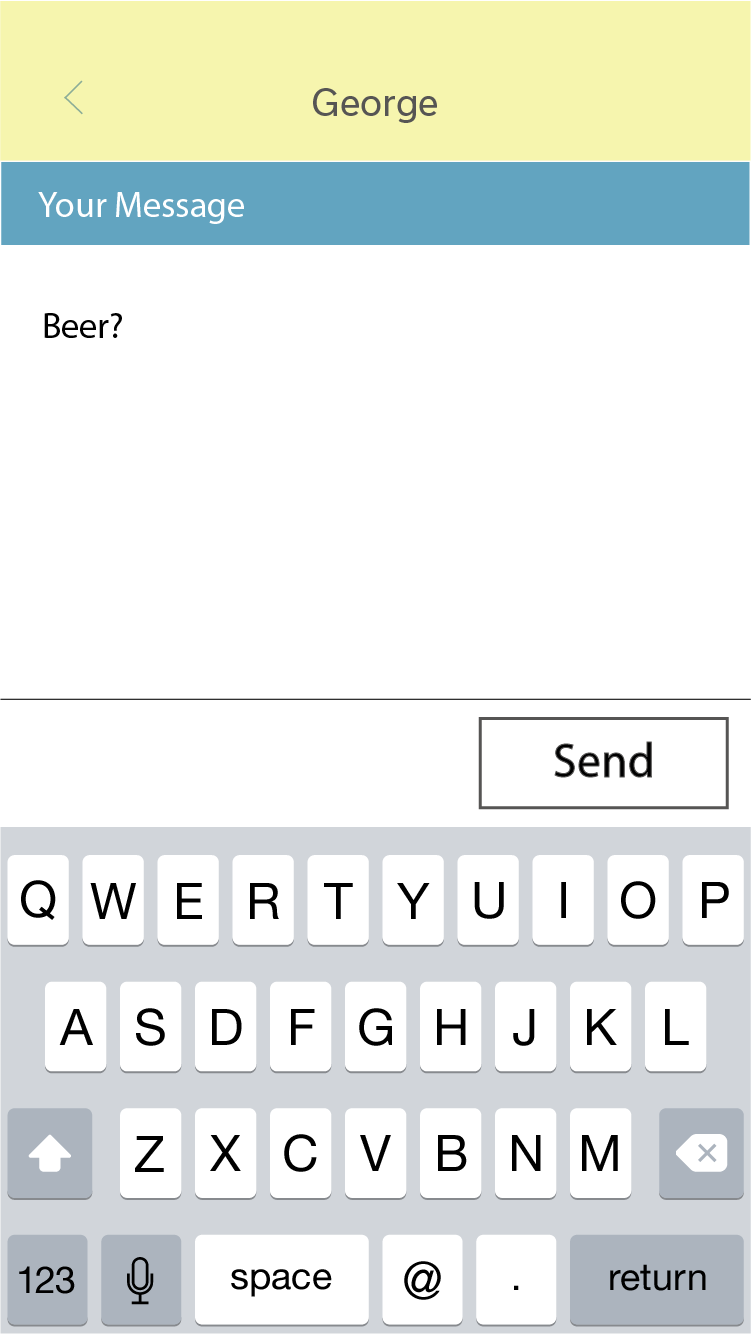 George
Your Message
Beer?
Send
Q W E R T Y U I O P
A S D F G H J K L
Z X C V B N M
123 space @ . return